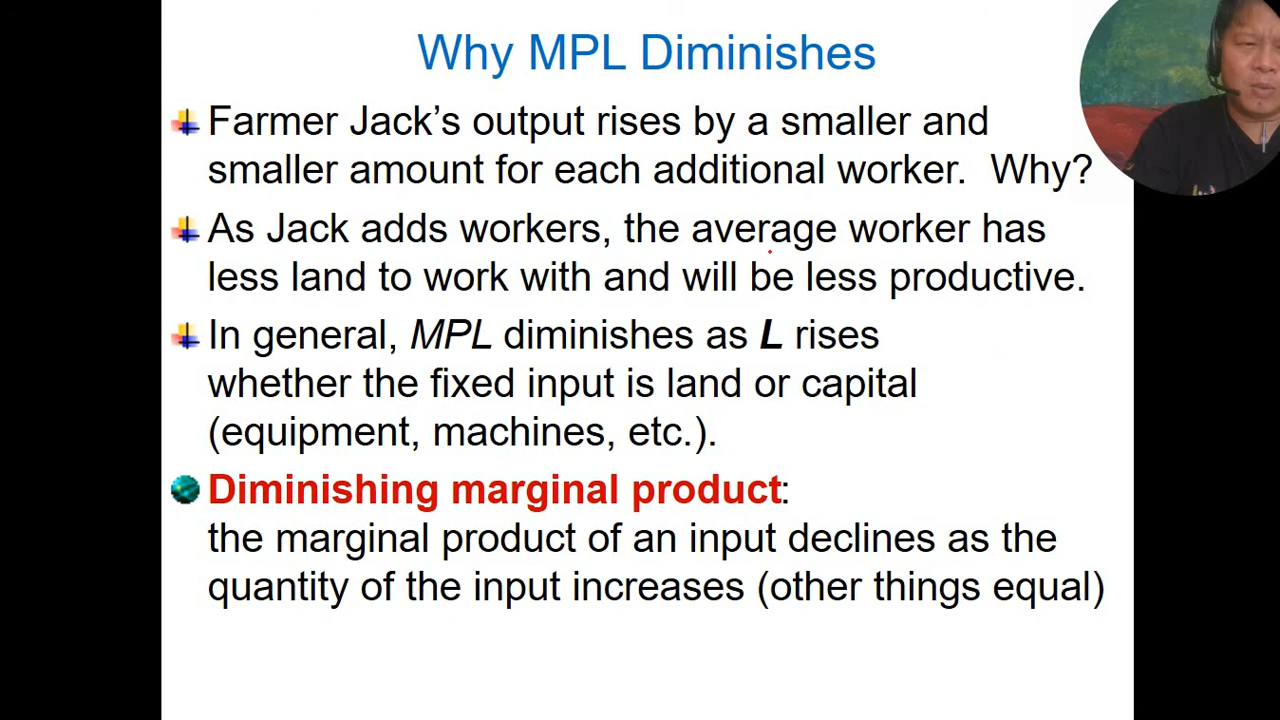 Why MPL Diminishes
Farmer Jack’s output rises by a smaller and
smaller amount for each additional worker.  Why?
As Jack adds workers, the average worker has
less land to work with and will be less productive.
In general, MPL diminishes as L rises
whether the fixed input is land or capital
(equipment, machines, etc.).
Diminishing marginal product:
the marginal product of an input declines as the
quantity of the input increases (other things equal)